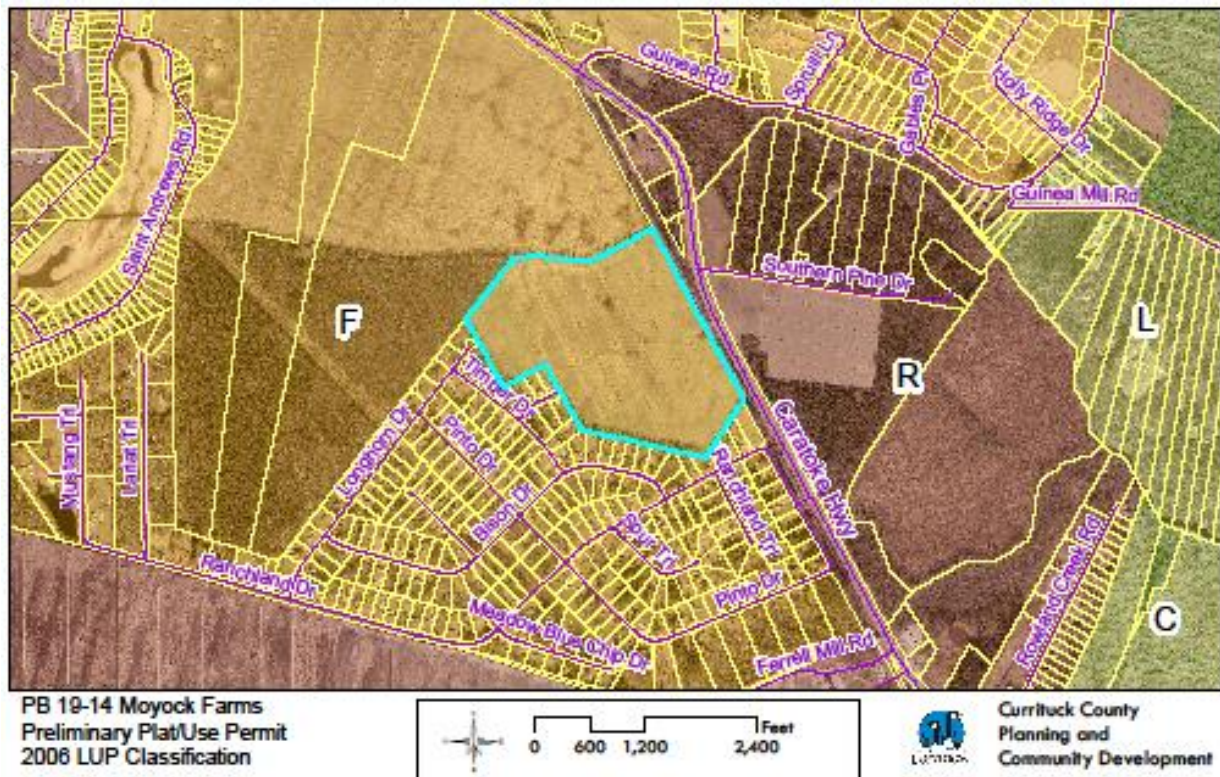 Guinea Rd
Spruill Ln
Gables Pl
Holly Ridge Dr
Guinea Mill Rd
Saint Andrews Rd
Southern Pine Dr
F
L
R
C
Timber Dr
Longhorn Dr
Pinto Dr
Bison Dr
Mustang Trl
Lariat Trl
Caratoke Hwy
Ranchland Trl
Spur Trl
Pinto Dr
Ranchland Dr
Meadow Blue Chip Dr
Ferrell Mill Rd
Rowland Creek Rd
PB 19-14 Moyock Farms
Preliminary Plat/Use Permit
2006 LUP Classification
Feet
0 600 1,200 2,400
Currituck County
Planning and
Community Development